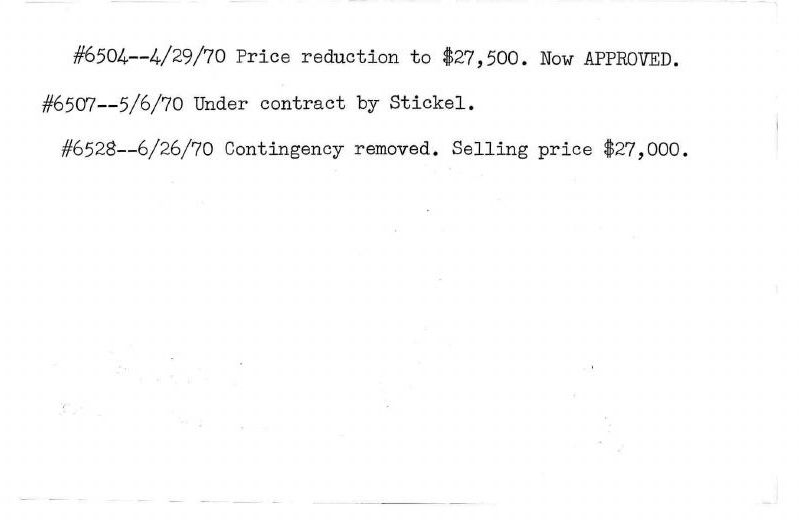 #6504--4/29/70 Price reduction to $27,500. Now APPROVED.
#6507--5/6/70 Under contract by Stickel.
#6528--6/26/70 Contingency removed. Selling price $27,000.